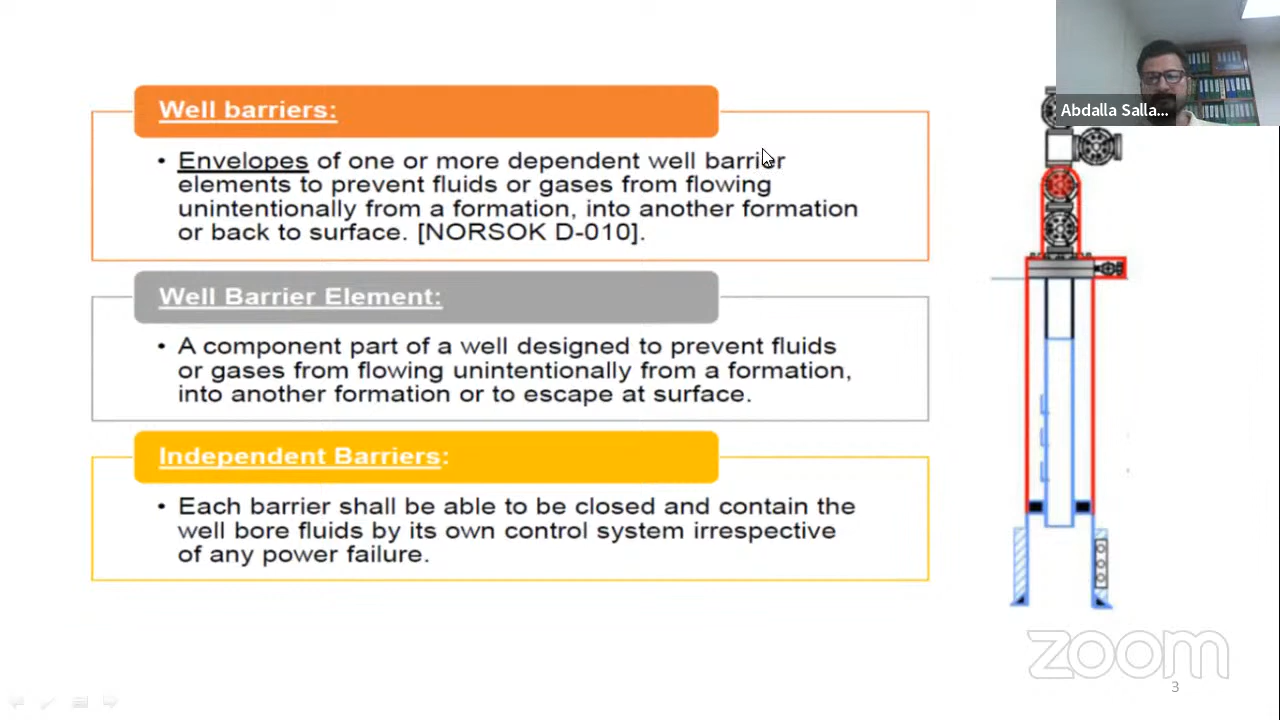 Well barriers:
• Envelopes of one or more dependent well barrier
elements to prevent fluids or gases from flowing
unintentionally from a formation, into another formation
or back to surface. [NORSOK D-010].
Well Barrier Element:
• A component part of a well designed to prevent fluids
or gases from flowing unintentionally from a formation,
into another formation or to escape at surface.
Independent Barriers:
• Each barrier shall be able to be closed and contain the
well bore fluids by its own control system irrespective
of any power failure.
Abdalla Salla...
zoom
3